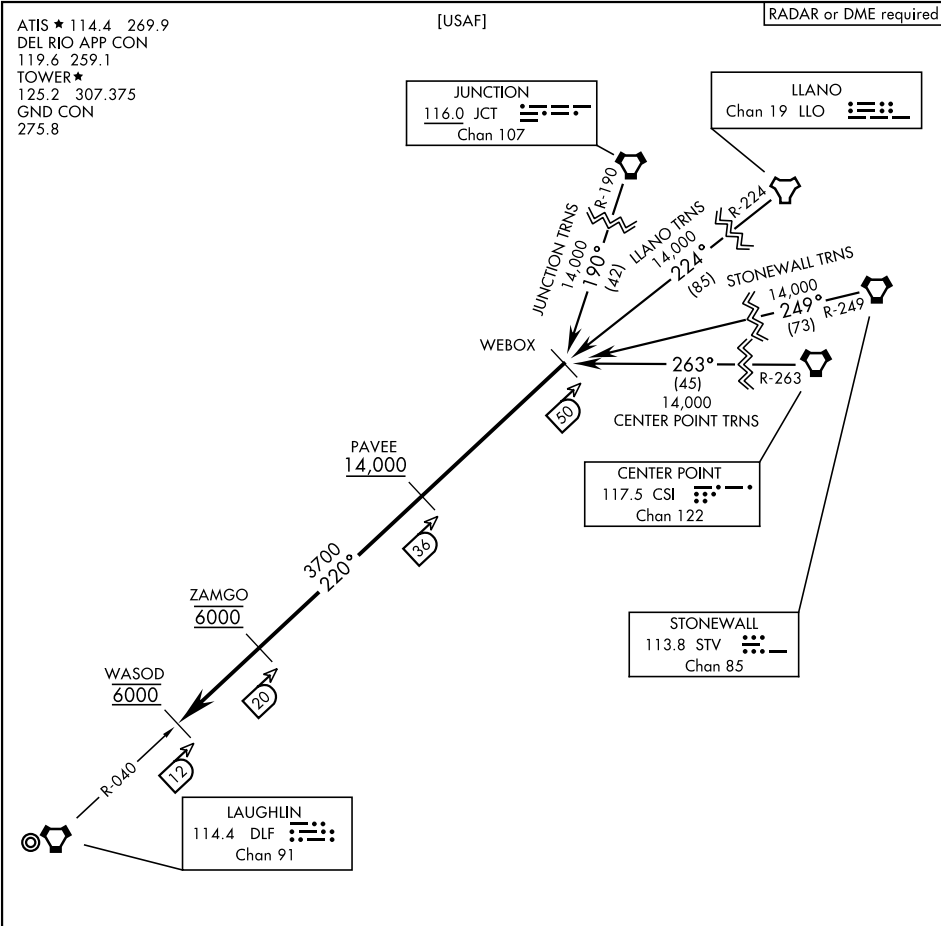 ATIS ★ 114.4 269.9
DEL RIO APP CON
119.6 259.1
TOWER★
125.2 307.375
GND CON
275.8
[USAF]
RADAR or DME required
JUNCTION
116.0 JCT
Chan 107
LLANO
Chan 19 LLO
R-190
JUNCTION TRNS
14,000
190°
(42)
R-224
LLANO TRNS
14,000
224°
(85)
STONEWALL TRNS
14,000
249°
(73)
R-249
WEBOX
263°
(45)
14,000
R-263
CENTER POINT TRNS
50
PAVEE
14,000
36
CENTER POINT
117.5 CSI
Chan 122
3700
220°
ZAMGO
6000
20
STONEWALL
113.8 STV
Chan 85
WASOD
6000
12
R-040
LAUGHLIN
114.4 DLF
Chan 91